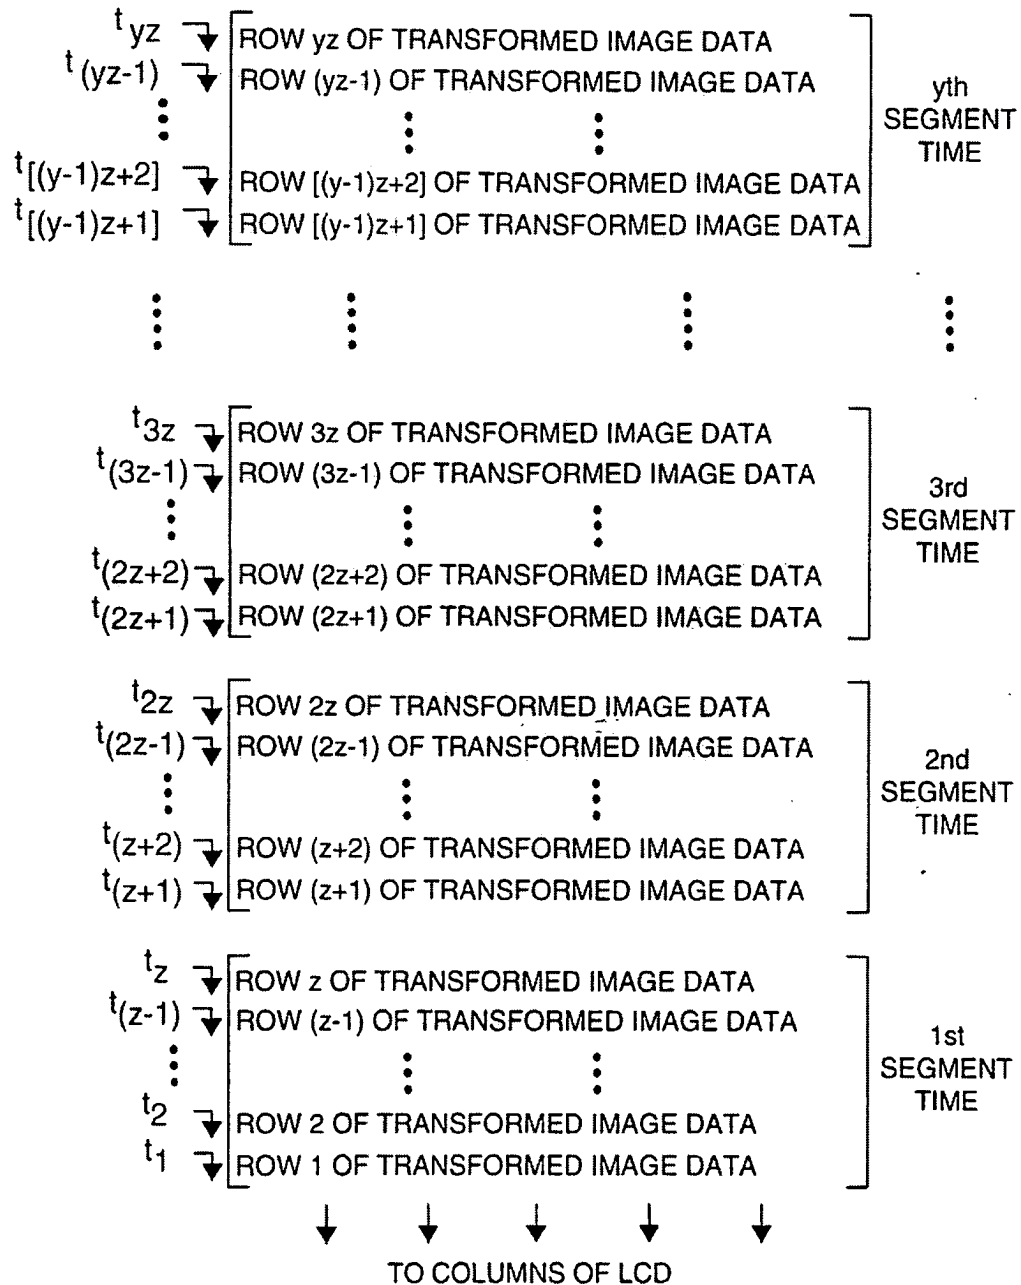 t yz ROW yz OF TRANSFORMED IMAGE DATA
t (yz-1) ROW (yz-1) OF TRANSFORMED IMAGE DATA
t [(y-1)z+2] ROW [(y-1)z+2] OF TRANSFORMED IMAGE DATA
t [(y-1)z+1] ROW [(y-1)z+1] OF TRANSFORMED IMAGE DATA
yth
SEGMENT
TIME
t3z ROW 3z OF TRANSFORMED IMAGE DATA
t(3z-1) ROW (3z-1) OF TRANSFORMED IMAGE DATA
t(2z+2) ROW (2z+2) OF TRANSFORMED IMAGE DATA
t(2z+1) ROW (2z+1) OF TRANSFORMED IMAGE DATA
3rd
SEGMENT
TIME
t2z ROW 2z OF TRANSFORMED IMAGE DATA
t(2z-1) ROW (2z-1) OF TRANSFORMED IMAGE DATA
t(z+2) ROW (z+2) OF TRANSFORMED IMAGE DATA
t(z+1) ROW (z+1) OF TRANSFORMED IMAGE DATA
2nd
SEGMENT
TIME
tz ROW z OF TRANSFORMED IMAGE DATA
t(z-1) ROW (z-1) OF TRANSFORMED IMAGE DATA
t2 ROW 2 OF TRANSFORMED IMAGE DATA
t1 ROW 1 OF TRANSFORMED IMAGE DATA
1st
SEGMENT
TIME
TO COLUMNS OF LCD